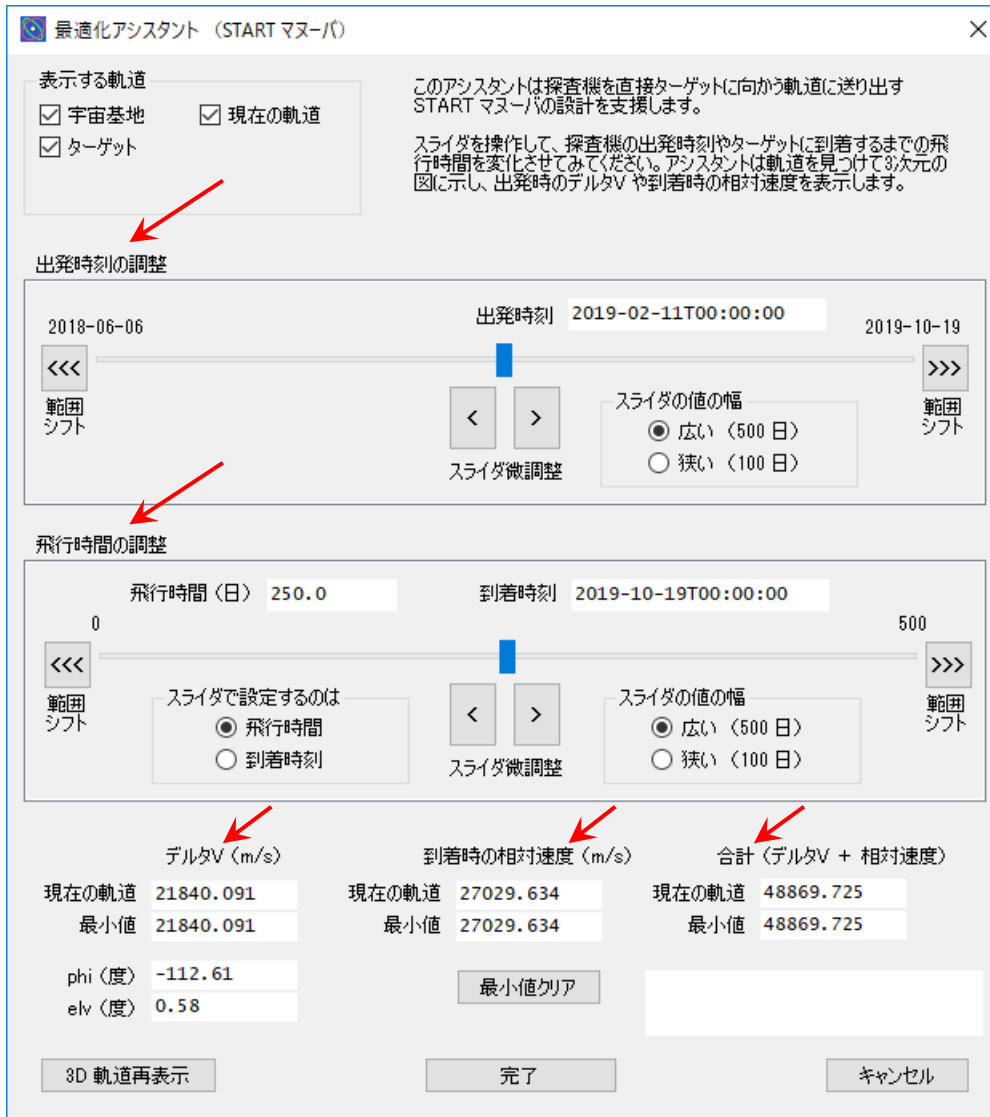 最適化アシスタント （START マヌーバ）
表示する軌道
宇宙基地
現在の軌道
ターゲット
このアシスタントは探査機を直接ターゲットに向かう軌道に送り出す
START マヌーバの設計を支援します。
スライダを操作して、探査機の出発時刻やターゲットに到着するまでの飛
行時間を変化させてみてください。アシスタントは軌道を見つけて3次元の
図に示し、出発時のデルタV や到着時の相対速度を表示します。
出発時刻の調整
出発時刻 2019-02-11T00:00:00
2018-06-06
2019-10-19
<<<
>>>
範囲
シフト
<
>
スライダ微調整
スライダの値の幅
広い （500 日）
狭い （100 日）
範囲
シフト
飛行時間の調整
飛行時間（日） 250.0
到着時刻 2019-10-19T00:00:00
0
500
<<<
>>>
範囲
シフト
スライダで設定するのは
飛行時間
到着時刻
<
>
スライダ微調整
スライダの値の幅
広い （500 日）
狭い （100 日）
範囲
シフト
デルタV （m/s）
到着時の相対速度 （m/s）
合計 （デルタV + 相対速度）
現在の軌道 21840.091
現在の軌道 27029.634
現在の軌道 48869.725
最小値 21840.091
最小値 27029.634
最小値 48869.725
phi （度） -112.61
elv （度） 0.58
最小値クリア
3D 軌道再表示
完了
キャンセル